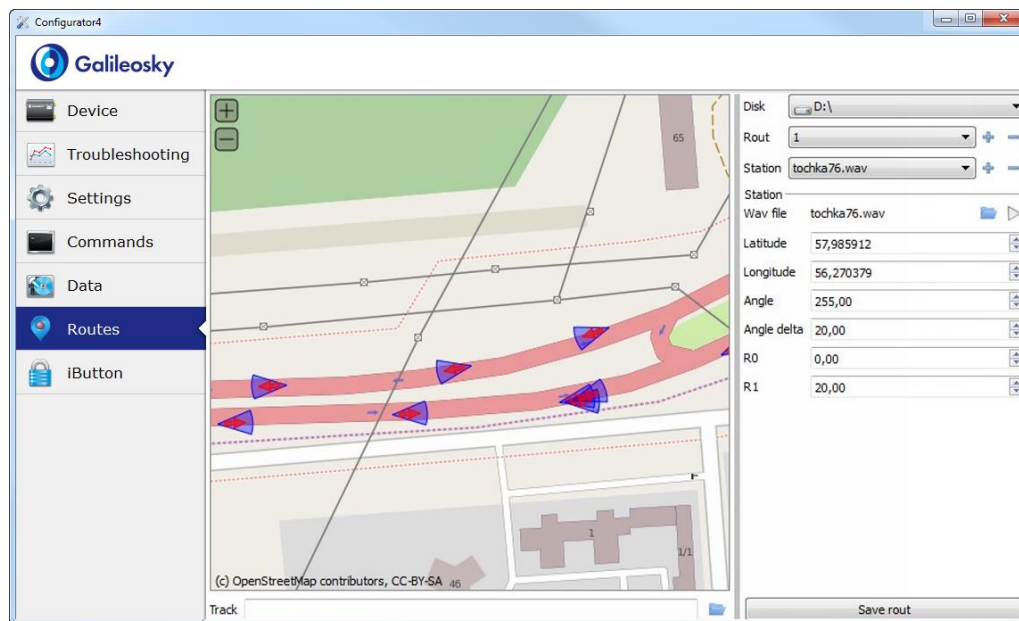 Configurator4
Galileosky
Device
Troubleshooting
Settings
Commands
Data
Routes
iButton
65
1
1/1
46
(c) OpenStreetMap contributors, CC-BY-SA
Track
Disk D:\
Rout 1
Station tochka76.wav
Station
Wav file tochka76.wav
Latitude 57,985912
Longitude 56,270379
Angle 255,00
Angle delta 20,00
R0 0,00
R1 20,00
Save rout